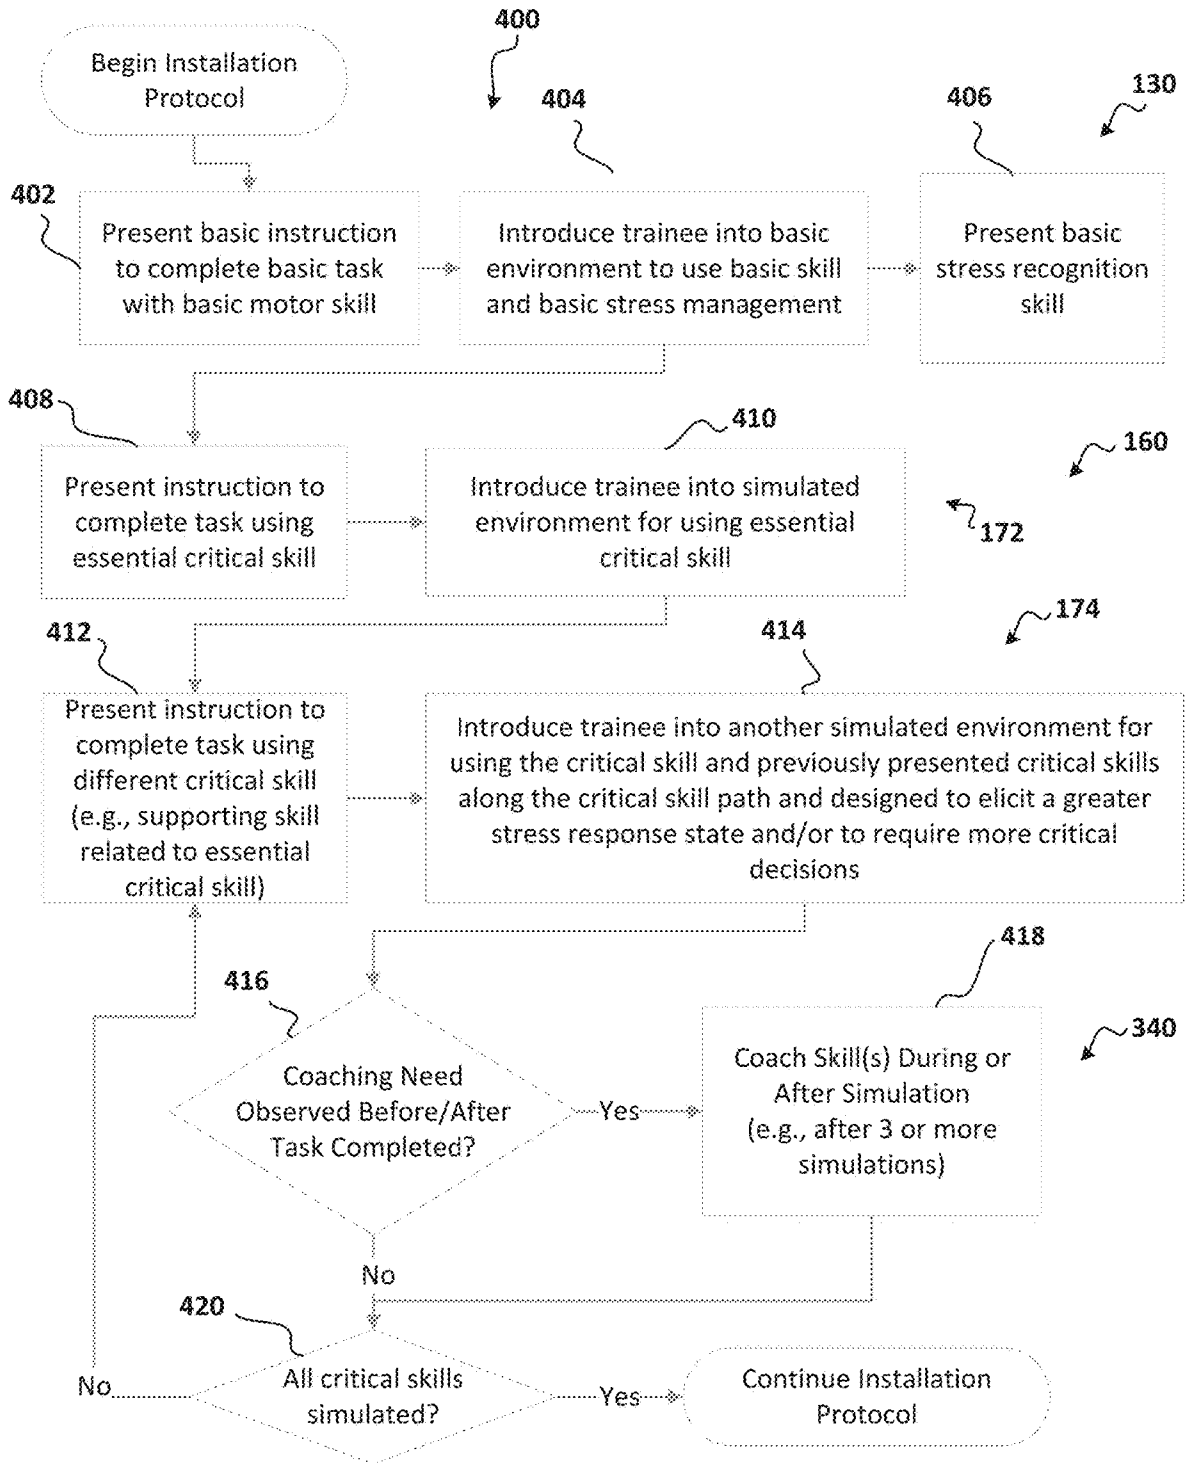 400
Begin Installation
Protocol
404
406
130
402
Present basic instruction
to complete basic task
with basic motor skill
Introduce trainee into basic
environment to use basic skill
and basic stress management
Present basic
stress recognition
skill
408
410
160
Present instruction to
complete task using
essential critical skill
Introduce trainee into simulated
environment for using essential
critical skill
172
174
412
414
Present instruction to
complete task using
different critical skill
(e.g., supporting skill
related to essential
critical skill)
Introduce trainee into another simulated environment for
using the critical skill and previously presented critical skills
along the critical skill path and designed to elicit a greater
stress response state and/or to require more critical
decisions
418
416
340
Coaching Need
Observed Before/After
Task Completed?
Yes
Coach Skill(s) During or
After Simulation
(e.g., after 3 or more
simulations)
No
420
No
All critical skills
simulated?
Yes
Continue Installation
Protocol